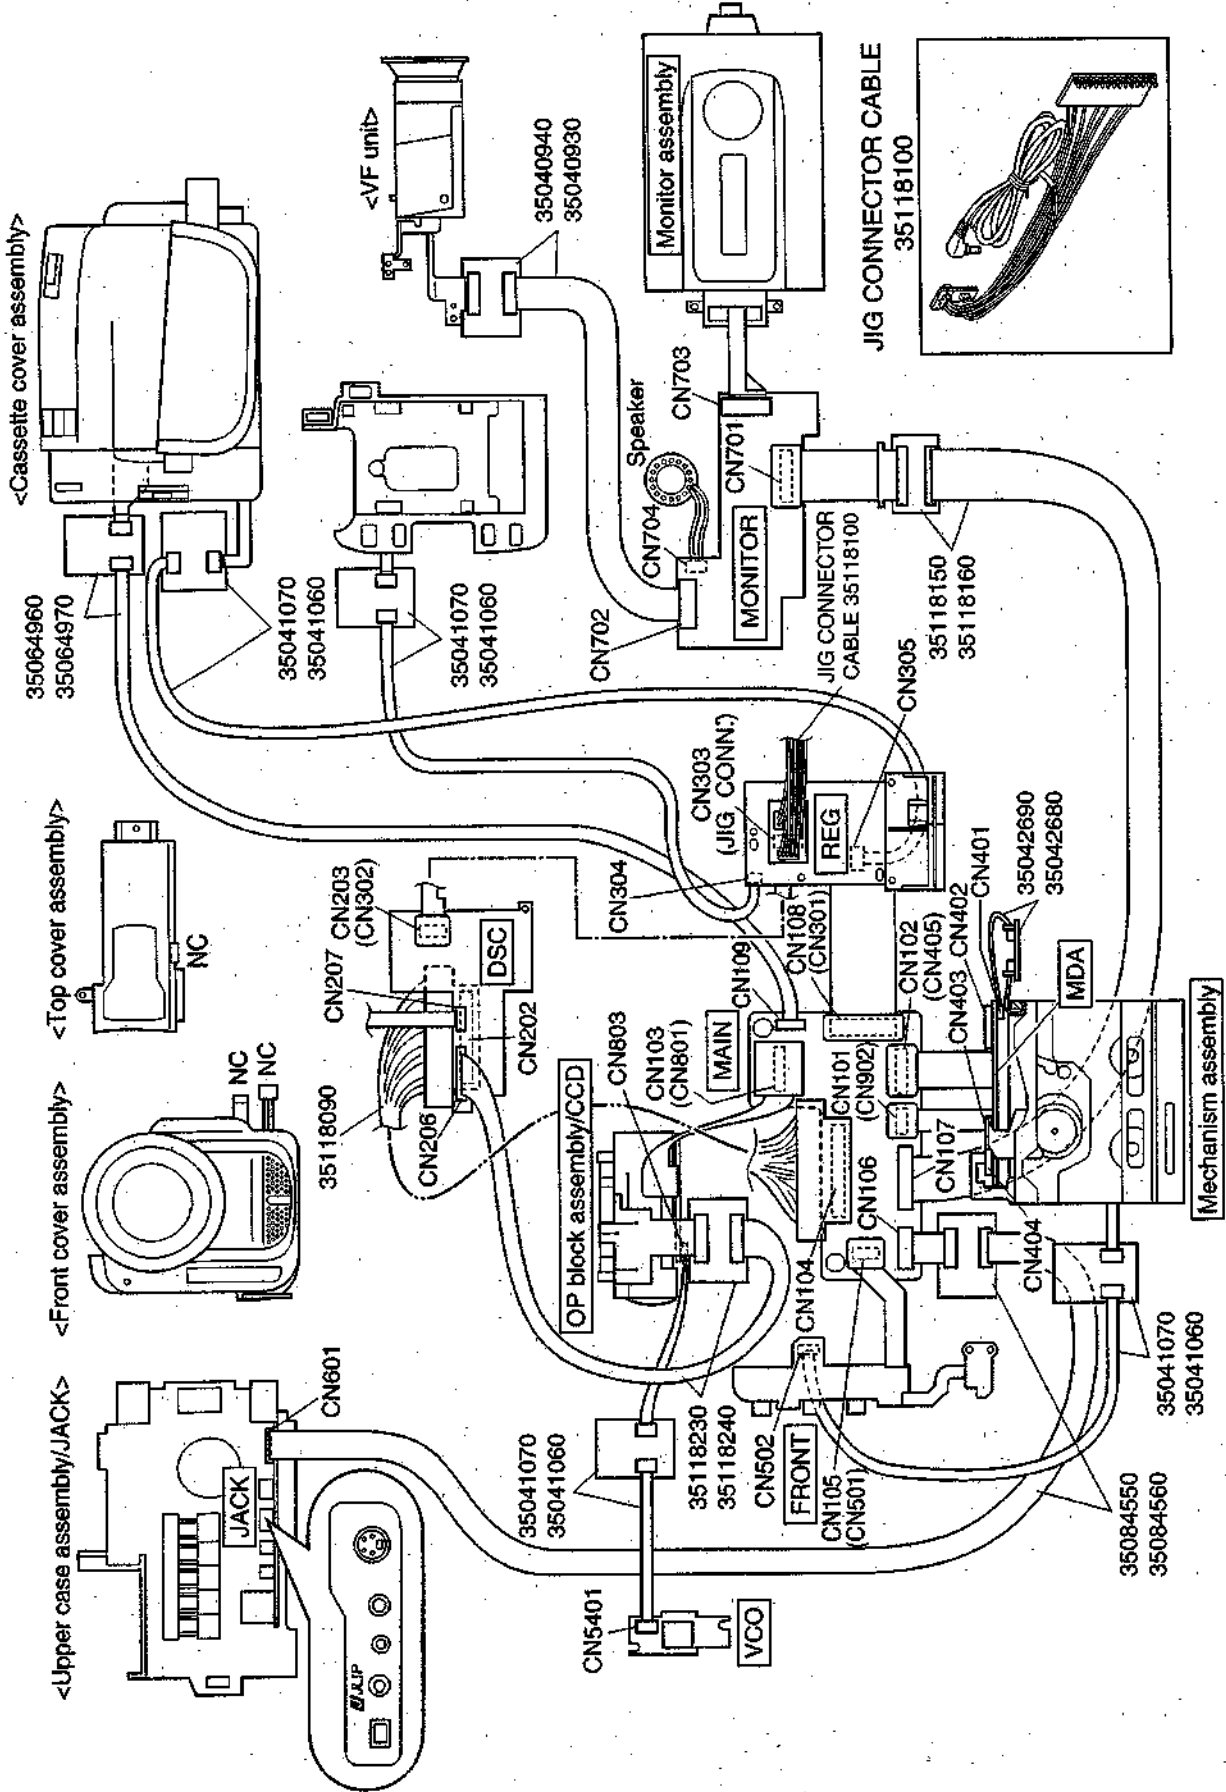 <Upper case assembly/JACK>
JACK
JLIP
CN601
<Front cover assembly>
NC
NC
<Top cover assembly>
NC
<Cassette cover assembly>
35064960
35064970
35041070
35041060
35041070
35041060
<VF unit>
35040940
35040930
Monitor assembly
JIG CONNECTOR CABLE
35118100
CN703
Speaker
CN704
CN701
CN702
MONITOR
JIG CONNECTOR
CABLE 35118100
35118150
35118160
CN305
CN303
(JIG CONN.)
REG
CN304
CN203
(CN302)
CN207
DSC
CN202
35118090
CN206
OP block assembly/CCD
CN803
CN103
(CN801)
MAIN
CN109
CN108
(CN301)
CN101
(CN902)
CN102
(CN405)
CN403
CN402
CN401
35042690
35042680
MDA
Mechanism assembly
CN107
CN106
CN104
CN404
35041070
35041060
35118230
35118240
CN502
FRONT
CN105
(CN501)
35041070
35041060
35084550
35084560
CN5401
VCO